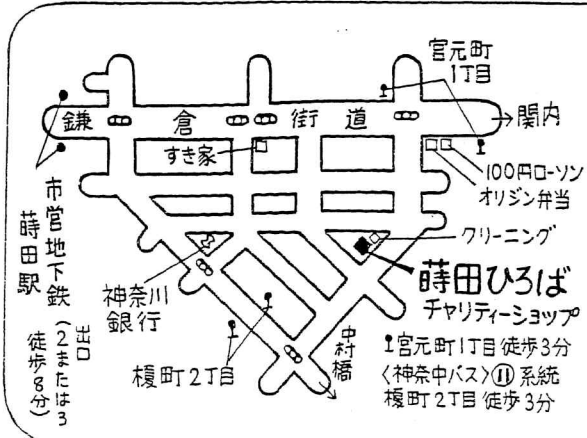 宮元町
1丁目
鎌倉街道
→関内
すき家
100円ローソン
オリジン弁当
市営地下鉄
蒔田駅
出口
(2または3
徒歩8分)
クリーニング
神奈川
銀行
蒔田ひろば
チャリティーショップ
榎町2丁目
中村橋
宮元町1丁目 徒歩3分
〈神奈中バス〉⑪系統
榎町2丁目 徒歩3分